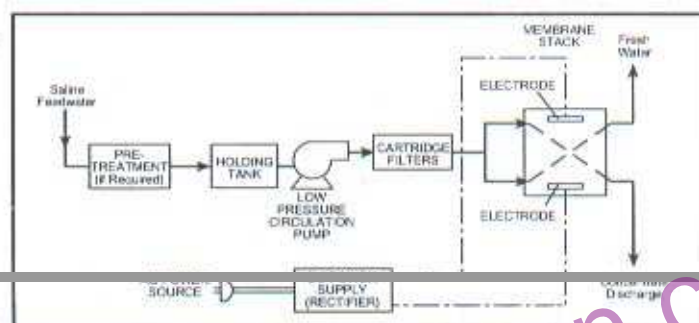 MEMBRANE
STACK
Fresh
Water
Saline
Feedwater
ELECTRODE
PRE-
TREATMENT
(if Required)
HOLDING
TANK
CARTRIDGE
FILTERS
LOW
PRESSURE
CIRCULATION
PUMP
ELECTRODE
SOURCE
SUPPLY
(RECTIFIER)
Discharge